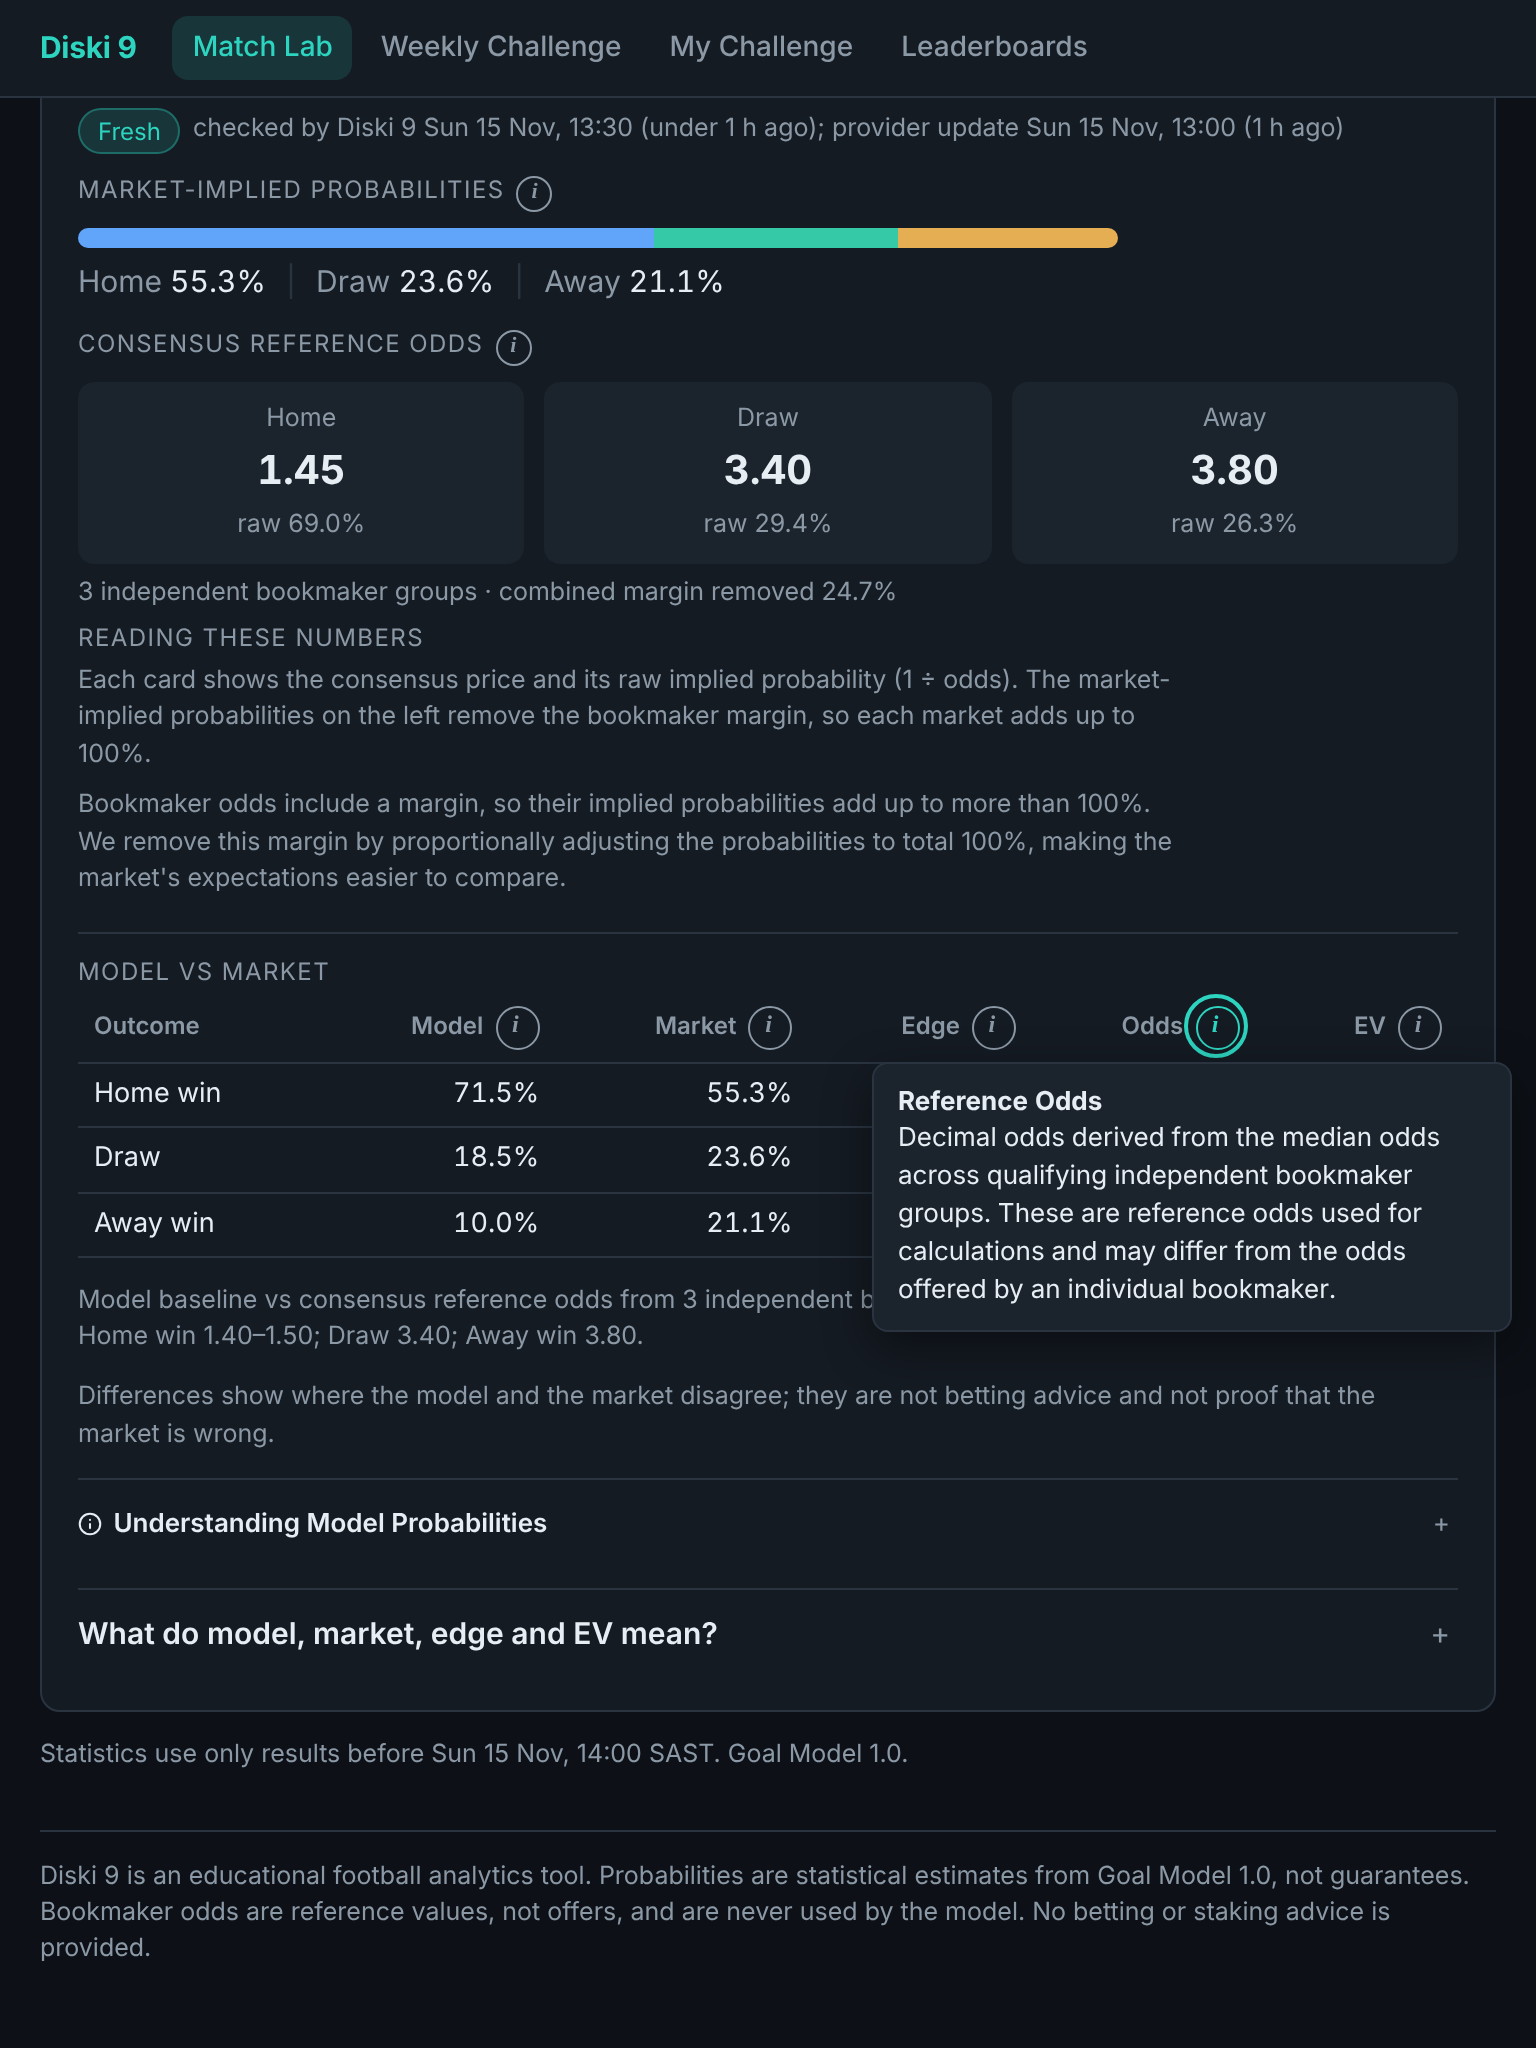 Diski 9 Match Lab Weekly Challenge My Challenge Leaderboards
Fresh checked by Diski 9 Sun 15 Nov, 13:30 (under 1 h ago); provider update Sun 15 Nov, 13:00 (1 h ago)
MARKET-IMPLIED PROBABILITIES i
Home 55.3% Draw 23.6% Away 21.1%
CONSENSUS REFERENCE ODDS i
Home Draw Away
1.45 3.40 3.80
raw 69.0% raw 29.4% raw 26.3%
3 independent bookmaker groups · combined margin removed 24.7%
READING THESE NUMBERS
Each card shows the consensus price and its raw implied probability (1 ÷ odds). The market-
implied probabilities on the left remove the bookmaker margin, so each market adds up to
100%.
Bookmaker odds include a margin, so their implied probabilities add up to more than 100%.
We remove this margin by proportionally adjusting the probabilities to total 100%, making the
market's expectations easier to compare.
MODEL VS MARKET
Outcome Model i Market i Edge i Odds i EV i
Home win 71.5% 55.3%
Draw 18.5% 23.6%
Away win 10.0% 21.1%
Reference Odds
Decimal odds derived from the median odds
across qualifying independent bookmaker
groups. These are reference odds used for
calculations and may differ from the odds
offered by an individual bookmaker.
Model baseline vs consensus reference odds from 3 independent
Home win 1.40–1.50; Draw 3.40; Away win 3.80.
Differences show where the model and the market disagree; they are not betting advice and not proof that the
market is wrong.
Understanding Model Probabilities +
What do model, market, edge and EV mean? +
Statistics use only results before Sun 15 Nov, 14:00 SAST. Goal Model 1.0.
Diski 9 is an educational football analytics tool. Probabilities are statistical estimates from Goal Model 1.0, not guarantees.
Bookmaker odds are reference values, not offers, and are never used by the model. No betting or staking advice is
provided.